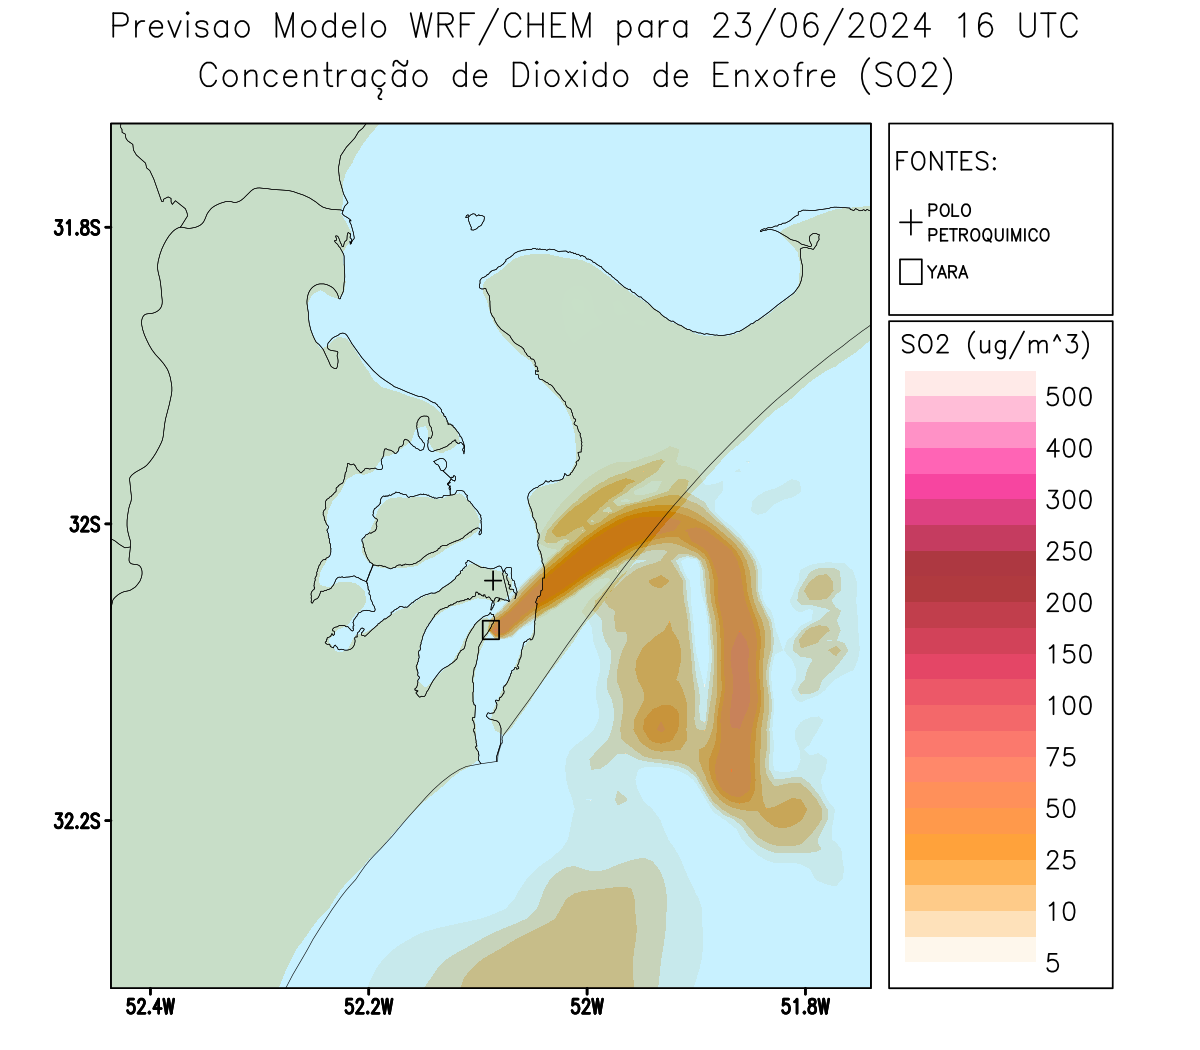 Previsao Modelo WRF/CHEM para 23/06/2024 16 UTC
Concentração de Dioxido de Enxofre (SO2)
FONTES:
POLO
PETROQUIMICO
YARA
31.8S
32S
32.2S
52.4W
52.2W
52W
51.8W
SO2 (ug/m^3)
500
400
300
250
200
150
100
75
50
25
10
5